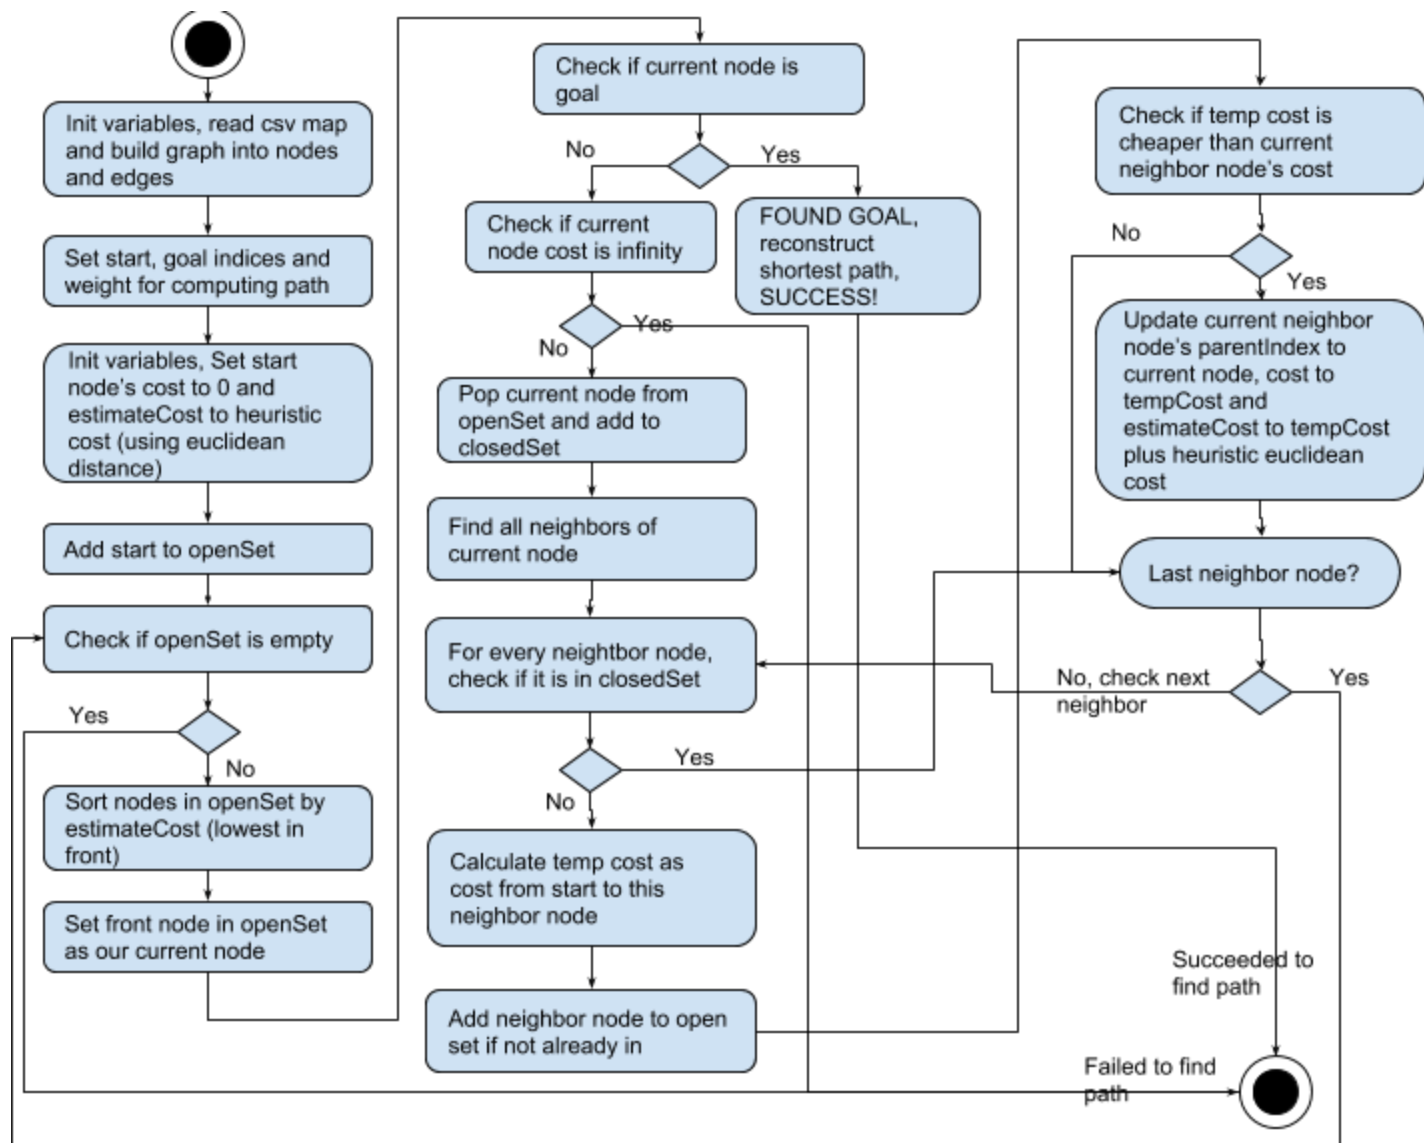 Init variables, read csv map
and build graph into nodes
and edges
Set start, goal indices and
weight for computing path
Init variables, Set start
node's cost to 0 and
estimateCost to heuristic
cost (using euclidean
distance)
Add start to openSet
Check if openSet is empty
Yes
No
Sort nodes in openSet by
estimateCost (lowest in
front)
Set front node in openSet
as our current node
Check if current node is
goal
No
Yes
Check if current
node cost is infinity
FOUND GOAL,
reconstruct
shortest path,
SUCCESS!
Yes
No
Pop current node from
openSet and add to
closedSet
Find all neighbors of
current node
For every neightbor node,
check if it is in closedSet
Yes
No
Calculate temp cost as
cost from start to this
neighbor node
Add neighbor node to open
set if not already in
Check if temp cost is
cheaper than current
neighbor node's cost
No
Yes
Update current neighbor
node's parentIndex to
current node, cost to
tempCost and
estimateCost to tempCost
plus heuristic euclidean
cost
Last neighbor node?
No, check next
neighbor
Yes
Succeeded to
find path
Failed to find
path